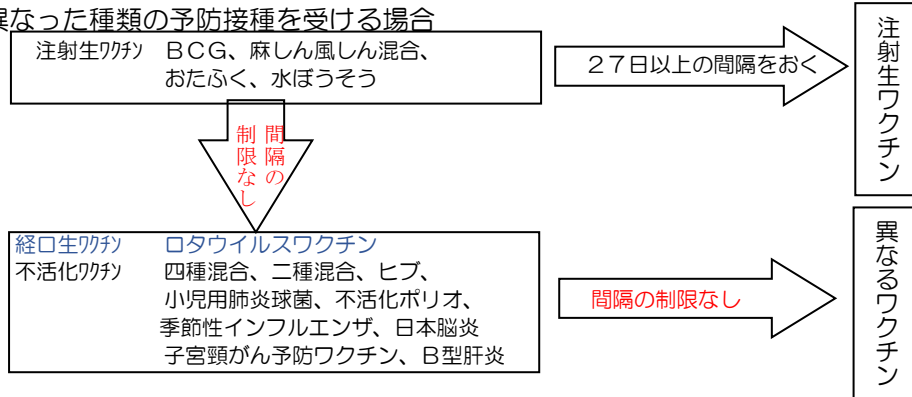 異なった種類の予防接種を受ける場合
注射生ﾜｸﾁﾝ　ＢＣＧ、麻しん風しん混合、
おたふく、水ぼうそう
２７日以上の間隔をおく
注射生ワクチン
間隔の
制限なし
経口生ﾜｸﾁﾝ　ロタウイルスワクチン
不活化ﾜｸﾁﾝ　四種混合、二種混合、ヒブ、
小児用肺炎球菌、不活化ポリオ、
季節性インフルエンザ、日本脳炎
子宮頸がん予防ワクチン、Ｂ型肝炎
間隔の制限なし
異なるワクチン